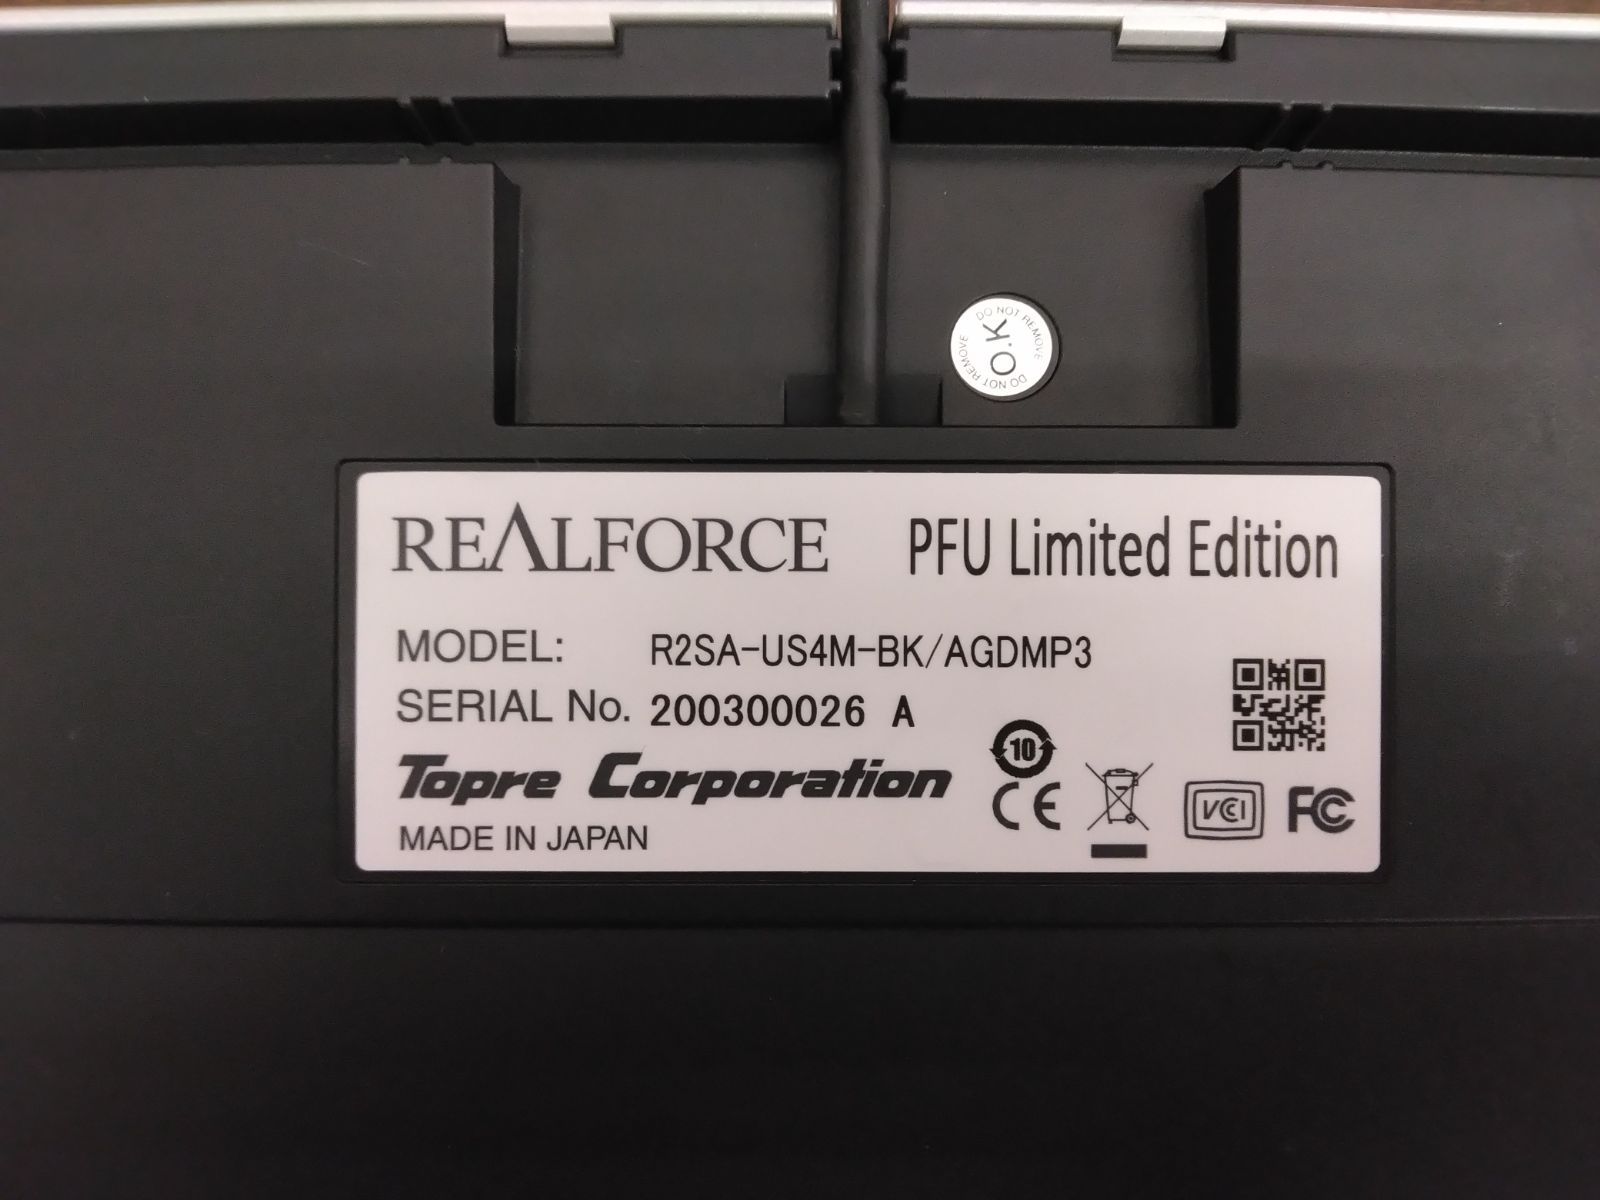 DO NOT REMOVE
O.K
DO NOT REMOVE
REALFORCE PFU Limited Edition
MODEL: R2SA-US4M-BK/AGDMP3
SERIAL No. 200300026 A
Topre Corporation
10
CE
VCI
FC
MADE IN JAPAN